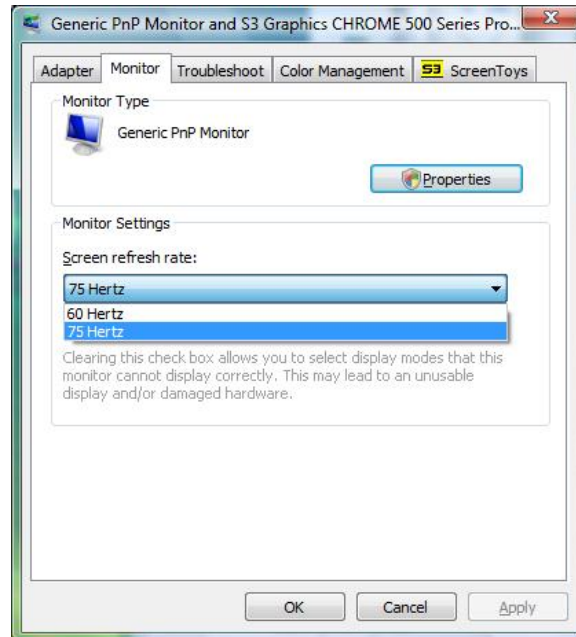 Generic PnP Monitor and S3 Graphics CHROME 500 Series Pro...
Adapter Monitor Troubleshoot Color Management S3 ScreenToys
Monitor Type
Generic PnP Monitor
Properties
Monitor Settings
Screen refresh rate:
75 Hertz
60 Hertz
75 Hertz
Clearing this check box allows you to select display modes that this
monitor cannot display correctly. This may lead to an unusable
display and/or damaged hardware.
OK Cancel Apply